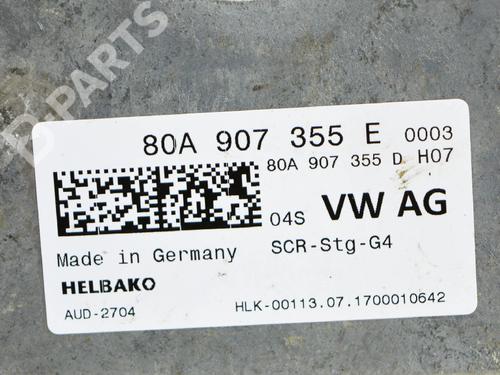 D-PARTS
80A 907 355 E 0003
80A 907 355 D H07
04S VW AG
Made in Germany SCR-Stg-G4
HELBAKO
AUD-2704 HLK-00113.07.1700010642